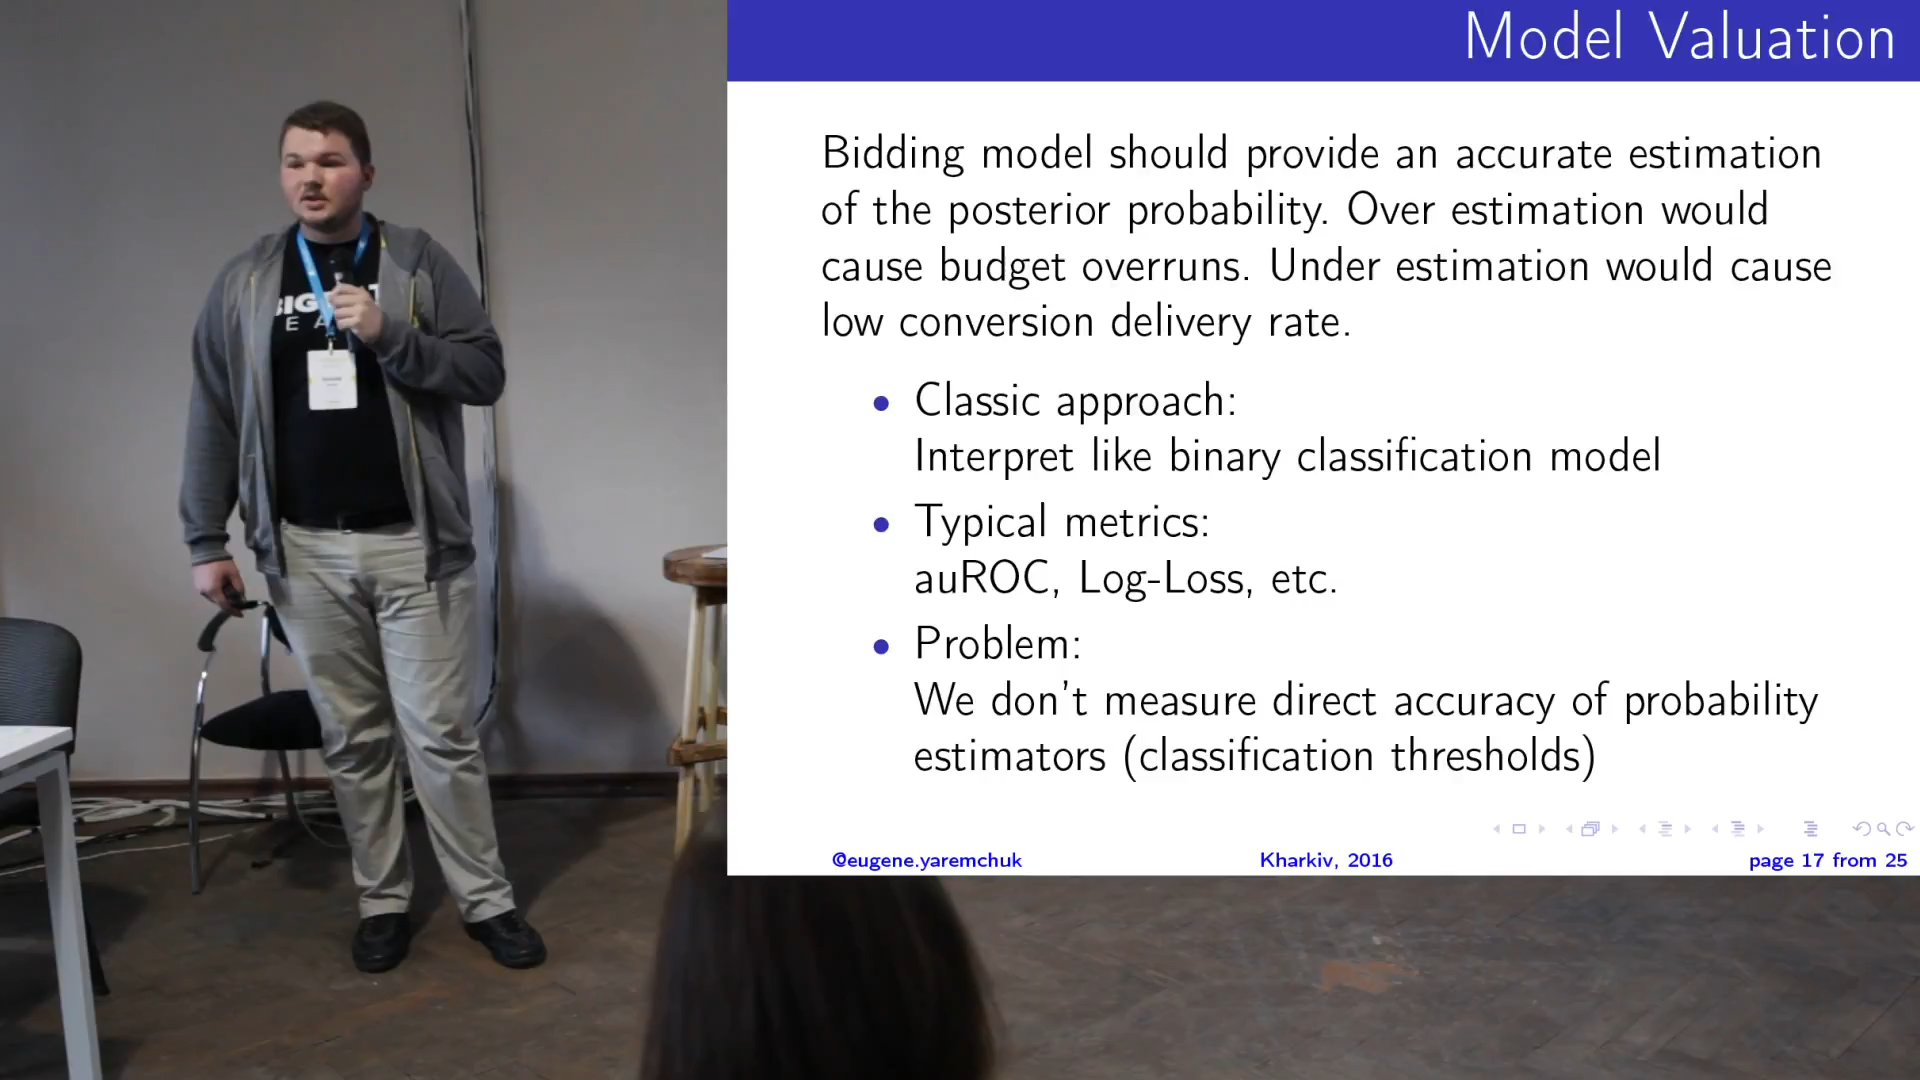 Model Valuation
Bidding model should provide an accurate estimation
of the posterior probability. Over estimation would
cause budget overruns. Under estimation would cause
low conversion delivery rate.
• Classic approach:
Interpret like binary classification model
• Typical metrics:
auROC, Log-Loss, etc.
• Problem:
We don't measure direct accuracy of probability
estimators (classification thresholds)
@eugene.yaremchuk
Kharkiv, 2016
page 17 from 25